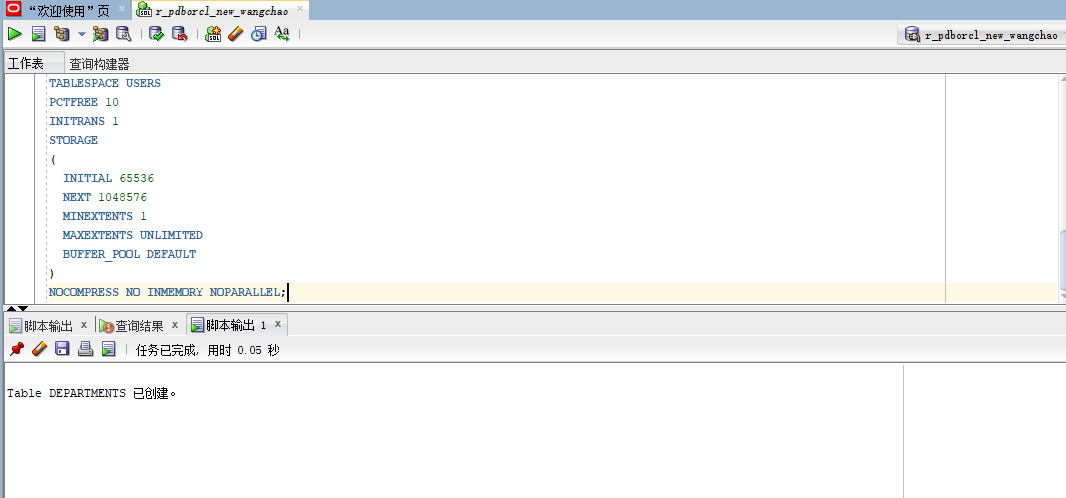 “欢迎使用”页 r_pdborcl_new_wangchao
r_pdborcl_new_wangchao
工作表 查询构建器
TABLESPACE USERS
PCTFREE 10
INITRANS 1
STORAGE
(
INITIAL 65536
NEXT 1048576
MINEXTENTS 1
MAXEXTENTS UNLIMITED
BUFFER_POOL DEFAULT
)
NOCOMPRESS NO INMEMORY NOPARALLEL;
脚本输出 查询结果 脚本输出 1
任务已完成, 用时 0.05 秒
Table DEPARTMENTS 已创建。